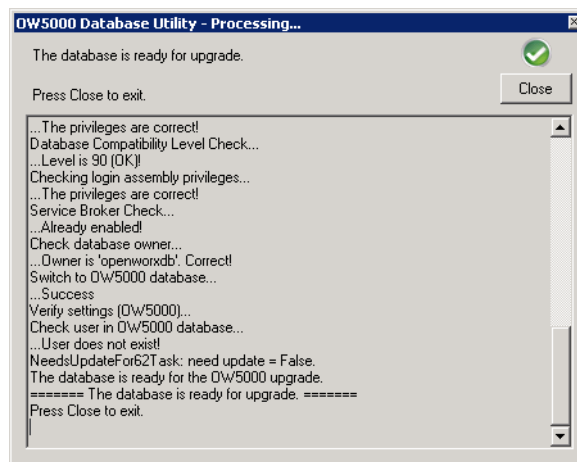 OW5000 Database Utility - Processing...
The database is ready for upgrade.
Press Close to exit.
Close
...The privileges are correct!
Database Compatibility Level Check...
...Level is 90 (OK)!
Checking login assembly privileges...
...The privileges are correct!
Service Broker Check...
...Already enabled!
Check database owner...
...Owner is 'openworxdb'. Correct!
Switch to OW5000 database...
...Success
Verify settings (OW5000)...
Check user in OW5000 database...
...User does not exist!
NeedsUpdateFor62Task: need update = False.
The database is ready for the OW5000 upgrade.
======= The database is ready for upgrade. =======
Press Close to exit.